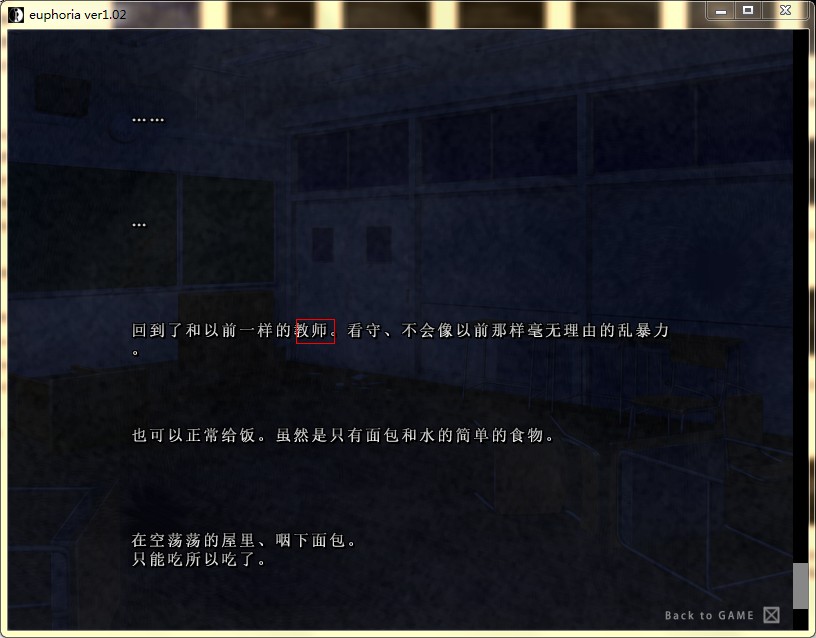 euphoria ver1.02
……
…
回到了和以前一样的教师。看守、不会像以前那样毫无理由的乱暴力
。
也可以正常给饭。虽然是只有面包和水的简单的食物。
在空荡荡的屋里、咽下面包。
只能吃所以吃了。
Back to GAME